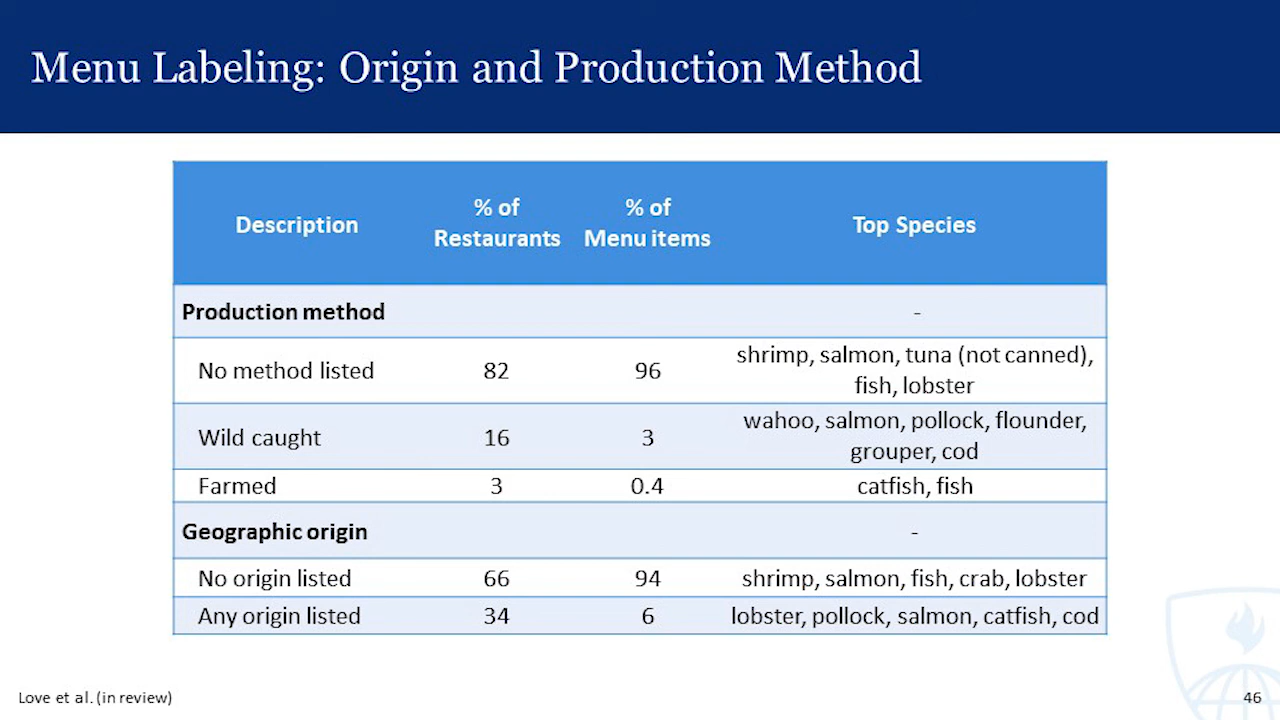 Menu Labeling: Origin and Production Method
Description
% of
Restaurants
% of
Menu items
Top Species
Production method
-
No method listed
82
96
shrimp, salmon, tuna (not canned),
fish, lobster
Wild caught
16
3
wahoo, salmon, pollock, flounder,
grouper, cod
Farmed
3
0.4
catfish, fish
Geographic origin
-
No origin listed
66
94
shrimp, salmon, fish, crab, lobster
Any origin listed
34
6
lobster, pollock, salmon, catfish, cod
Love et al. (in review)
46